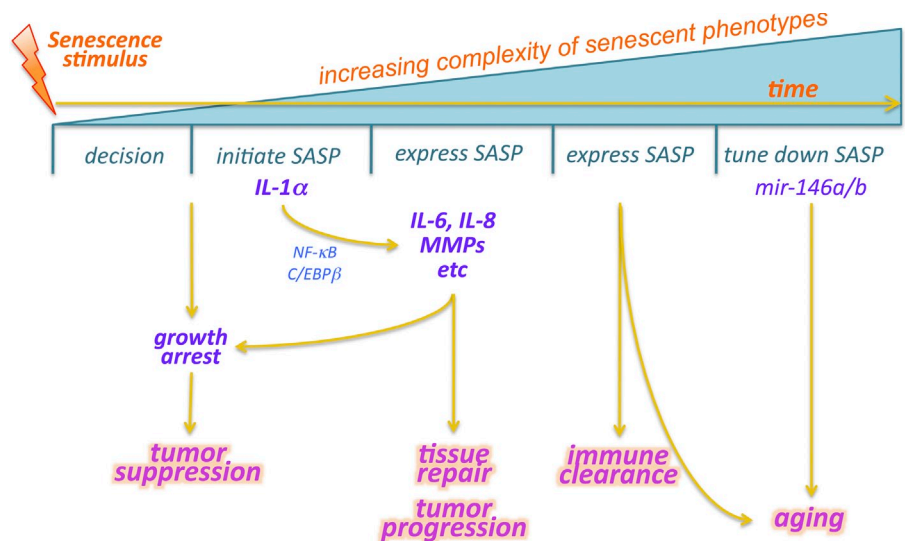 Senescence
stimulus
increasing complexity of senescent phenotypes
time
decision
initiate SASP
express SASP
express SASP
tune down SASP
IL-1α
mir-146a/b
IL-6, IL-8
MMPs
etc
NF-κB
C/EBPβ
growth
arrest
tumor
suppression
tissue
repair
immune
clearance
tumor
progression
aging